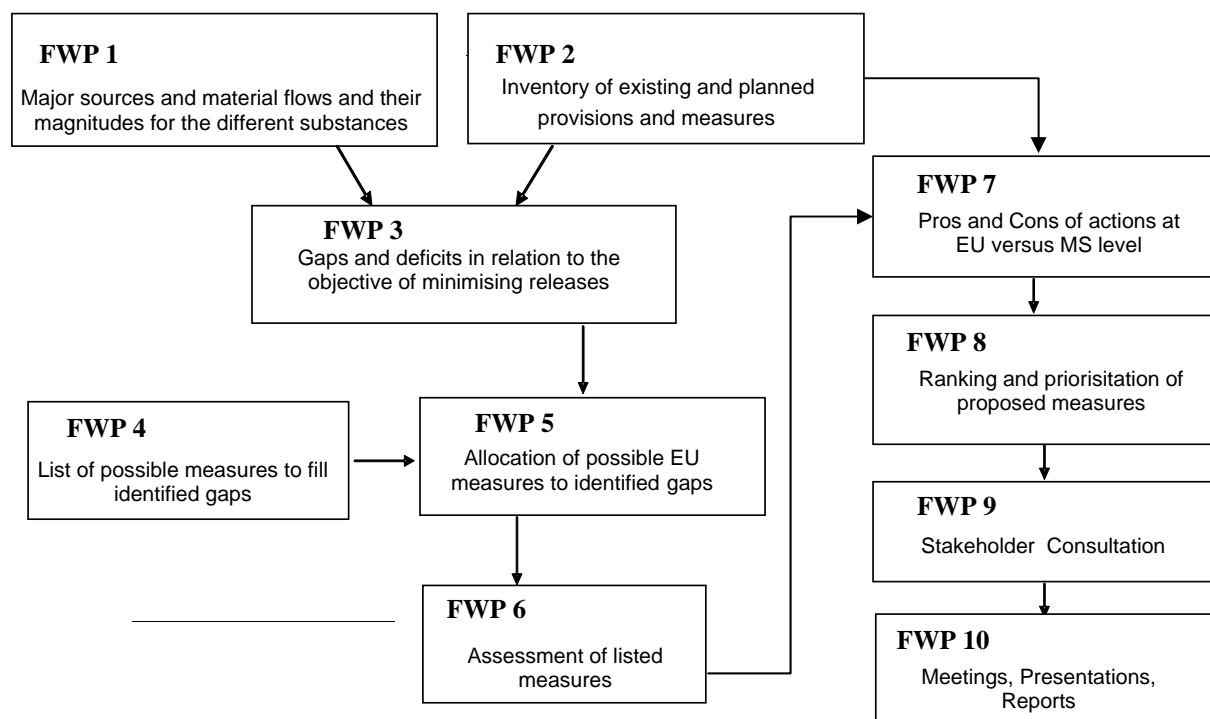 FWP 1
Major sources and material flows and their
magnitudes for the different substances
FWP 2
Inventory of existing and planned
provisions and measures
FWP 3
Gaps and deficits in relation to the
objective of minimising releases
FWP 4
List of possible measures to fill
identified gaps
FWP 5
Allocation of possible EU
measures to identified gaps
FWP 6
Assessment of listed
measures
FWP 7
Pros and Cons of actions at
EU versus MS level
FWP 8
Ranking and priorisitation of
proposed measures
FWP 9
Stakeholder Consultation
FWP 10
Meetings, Presentations,
Reports